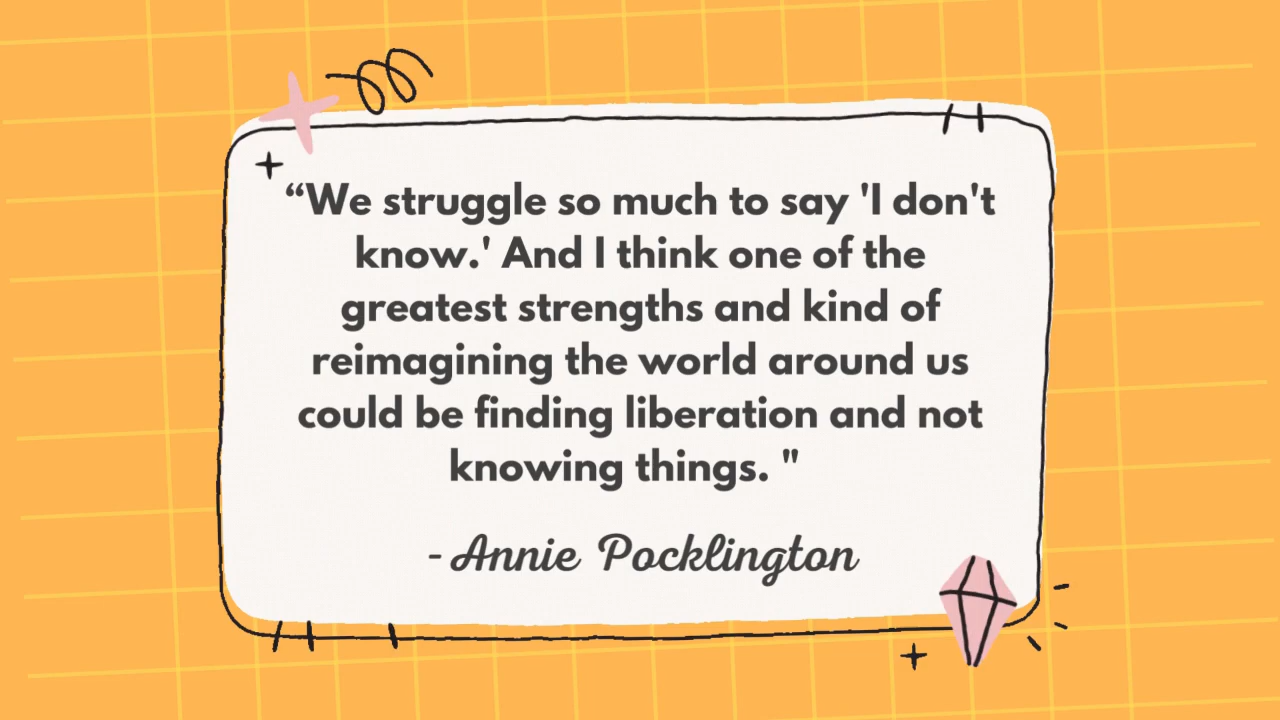 “We struggle so much to say 'I don't
know.' And I think one of the
greatest strengths and kind of
reimagining the world around us
could be finding liberation and not
knowing things. "
- Annie Pocklington